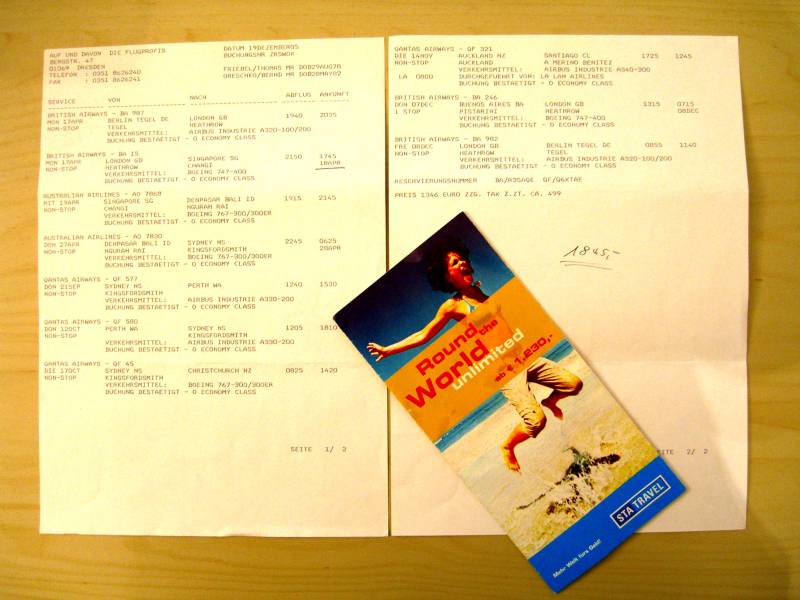 AUF UND DAVON DIE FLUGPROFIS
BERGSTR. 47
01069 DRESDEN
TELEFON : 0351 8626240
FAX : 0351 8626241
DATUM 19DEZEMBER05
BUCHUNGSNR ZR5WOK
FRIEBEL/THOMAS MR DOB29AUG78
GRESCHKO/BERND MR DOB28MAY82
SERVICE VON NACH ABFLUG ANKUNFT
BRITISH AIRWAYS - BA 987
MON 17APR BERLIN TEGEL DE LONDON GB 1940 2035
NON-STOP TEGEL HEATHROW
VERKEHRSMITTEL: AIRBUS INDUSTRIE A320-100/200
BUCHUNG BESTAETIGT - O ECONOMY CLASS
BRITISH AIRWAYS - BA 15
MON 17APR LONDON GB SINGAPORE SG 2150 1745
NON-STOP HEATHROW CHANGI 18APR
VERKEHRSMITTEL: BOEING 747-400
BUCHUNG BESTAETIGT - O ECONOMY CLASS
AUSTRALIAN AIRLINES - AO 7868
MIT 19APR SINGAPORE SG DENPASAR BALI ID 1915 2145
NON-STOP CHANGI NGURAH RAI
VERKEHRSMITTEL: BOEING 767-300/300ER
BUCHUNG BESTAETIGT - O ECONOMY CLASS
AUSTRALIAN AIRLINES - AO 7830
DON 27APR DENPASAR BALI ID SYDNEY NS 2245 0625
NON-STOP NGURAH RAI KINGSFORDSMITH 28APR
VERKEHRSMITTEL: BOEING 767-300/300ER
BUCHUNG BESTAETIGT - O ECONOMY CLASS
QANTAS AIRWAYS - QF 577
DON 21SEP SYDNEY NS PERTH WA 1240 1530
NON-STOP KINGSFORDSMITH
VERKEHRSMITTEL: AIRBUS INDUSTRIE A330-200
BUCHUNG BESTAETIGT - O ECONOMY CLASS
QANTAS AIRWAYS - QF 580
DON 12OCT PERTH WA SYDNEY NS 1205 1810
NON-STOP KINGSFORDSMITH
VERKEHRSMITTEL: AIRBUS INDUSTRIE A330-200
BUCHUNG BESTAETIGT - O ECONOMY CLASS
QANTAS AIRWAYS - QF 45
DIE 17OCT SYDNEY NS CHRISTCHURCH NZ 0825 1420
NON-STOP KINGSFORDSMITH
VERKEHRSMITTEL: BOEING 767-300/300ER
BUCHUNG BESTAETIGT - O ECONOMY CLASS
SEITE 1/ 2
QANTAS AIRWAYS - QF 321
DIE 14NOV AUCKLAND NZ SANTIAGO CL 1725 1245
NON-STOP AUCKLAND A MERINO BENITEZ
VERKEHRSMITTEL: AIRBUS INDUSTRIE A340-300
LA 0800 DURCHGEFUEHRT VON: LA LAN AIRLINES
BUCHUNG BESTAETIGT - O ECONOMY CLASS
BRITISH AIRWAYS - BA 246
DON 07DEC BUENOS AIRES BA LONDON GB 1315 0715
1 STOP PISTARINI HEATHROW 08DEC
VERKEHRSMITTEL: BOEING 747-400
BUCHUNG BESTAETIGT - O ECONOMY CLASS
BRITISH AIRWAYS - BA 982
FRE 08DEC LONDON GB BERLIN TEGEL DE 0855 1140
NON-STOP HEATHROW TEGEL
VERKEHRSMITTEL: AIRBUS INDUSTRIE A320-100/200
BUCHUNG BESTAETIGT - O ECONOMY CLASS
RESERVIERUNGSNUMMER BA/A3SAQE QF/Q6XTAE
PREIS 1346 EURO ZZG. TAX Z.ZT. CA. 499
1845,-
SEITE 2/ 2
Round the
World
unlimited
ab € 1.230,-
STA TRAVEL
Mehr Welt fürs Geld!